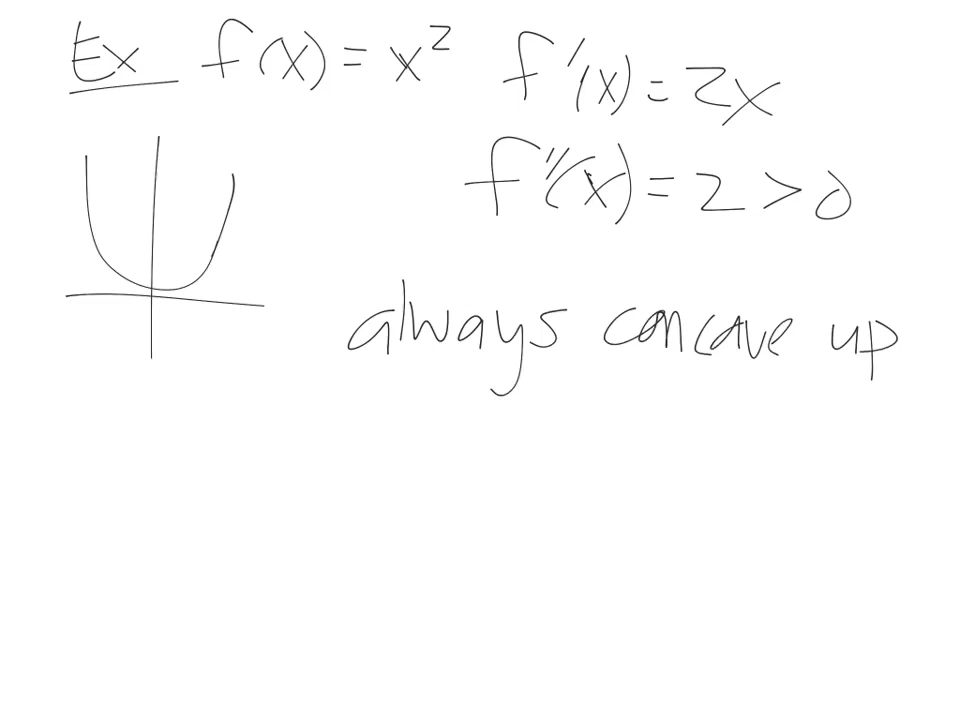 Ex f(x) = x² f'(x) = 2x
f''(x) = 2 > 0
always concave up